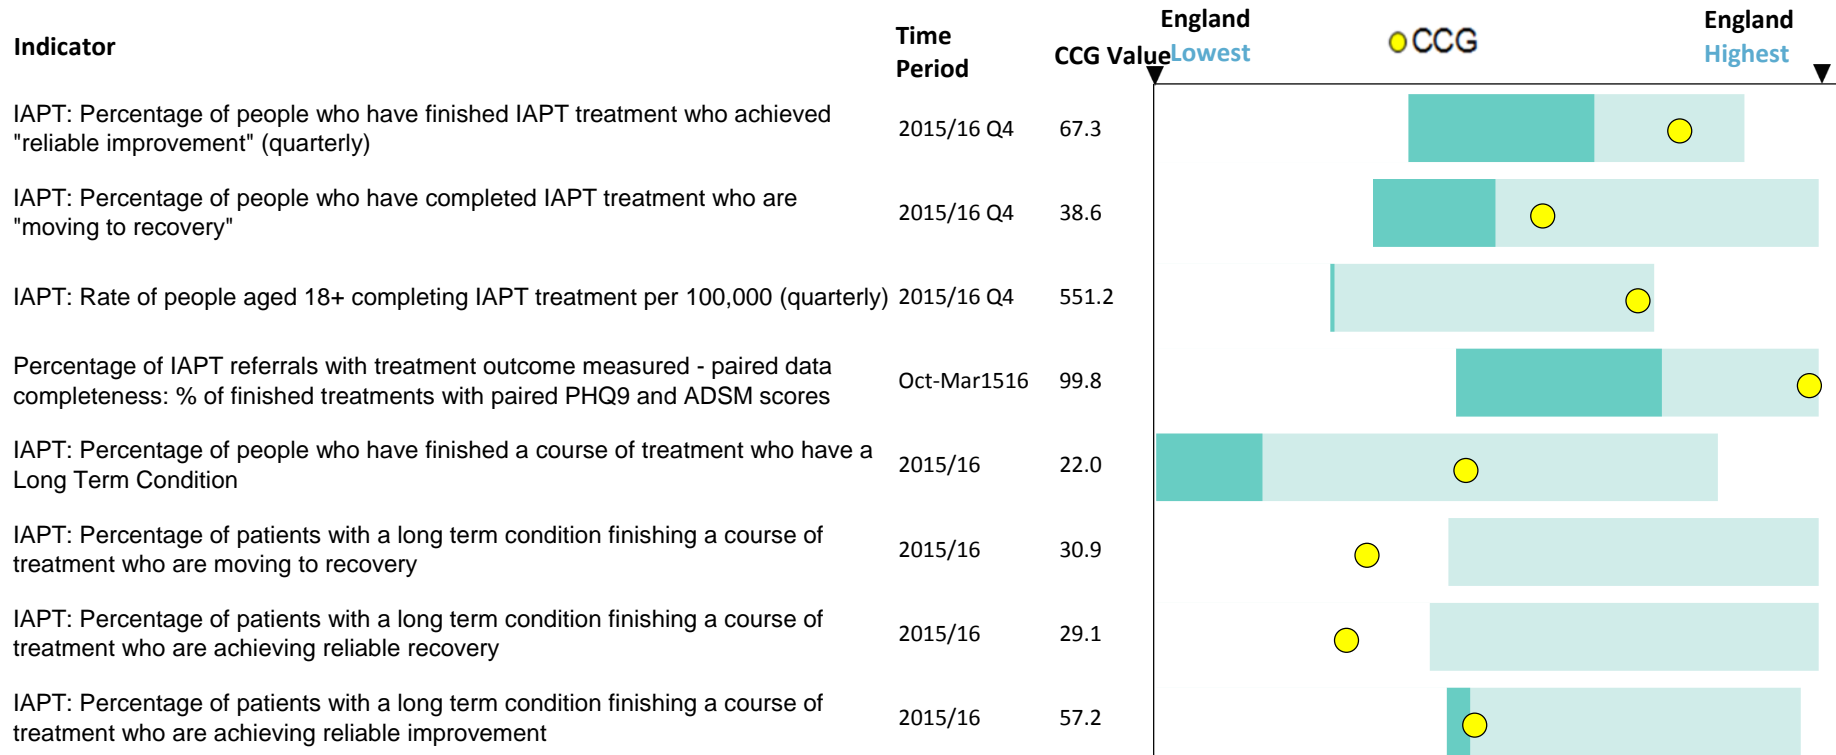 Indicator
Time Period
CCG Value
England Lowest
CCG
England Highest
IAPT: Percentage of people who have finished IAPT treatment who achieved
"reliable improvement" (quarterly)
2015/16 Q4
67.3
IAPT: Percentage of people who have completed IAPT treatment who are
"moving to recovery"
2015/16 Q4
38.6
IAPT: Rate of people aged 18+ completing IAPT treatment per 100,000 (quarterly)
2015/16 Q4
551.2
Percentage of IAPT referrals with treatment outcome measured - paired data
completeness: % of finished treatments with paired PHQ9 and ADSM scores
Oct-Mar1516
99.8
IAPT: Percentage of people who have finished a course of treatment who have a
Long Term Condition
2015/16
22.0
IAPT: Percentage of patients with a long term condition finishing a course of
treatment who are moving to recovery
2015/16
30.9
IAPT: Percentage of patients with a long term condition finishing a course of
treatment who are achieving reliable recovery
2015/16
29.1
IAPT: Percentage of patients with a long term condition finishing a course of
treatment who are achieving reliable improvement
2015/16
57.2